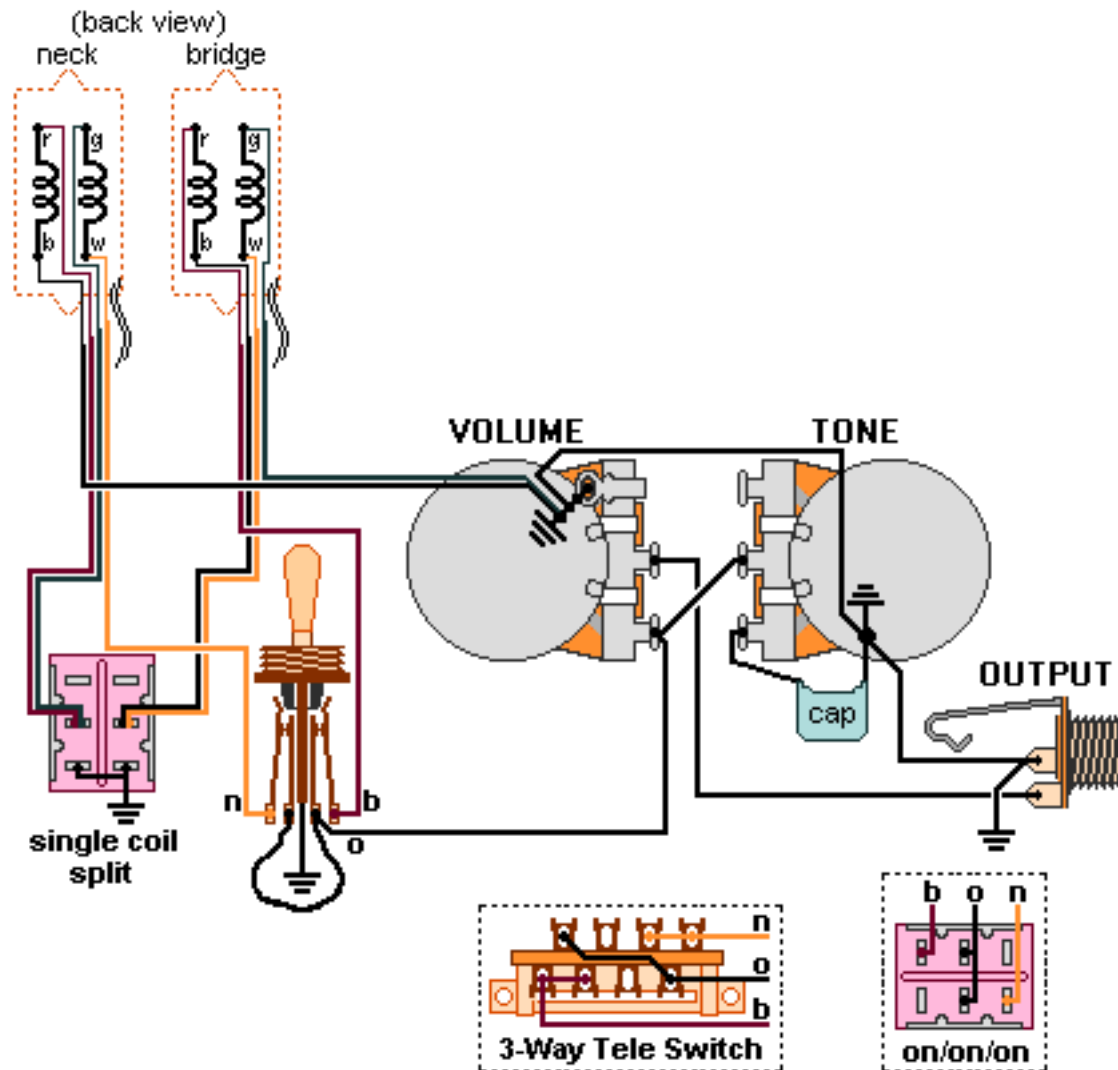 (back view)
neck bridge
r g r g
b w b w
VOLUME TONE
OUTPUT
cap
n b
o
single coil
split
b o n
n
o
b
3-Way Tele Switch
on/on/on